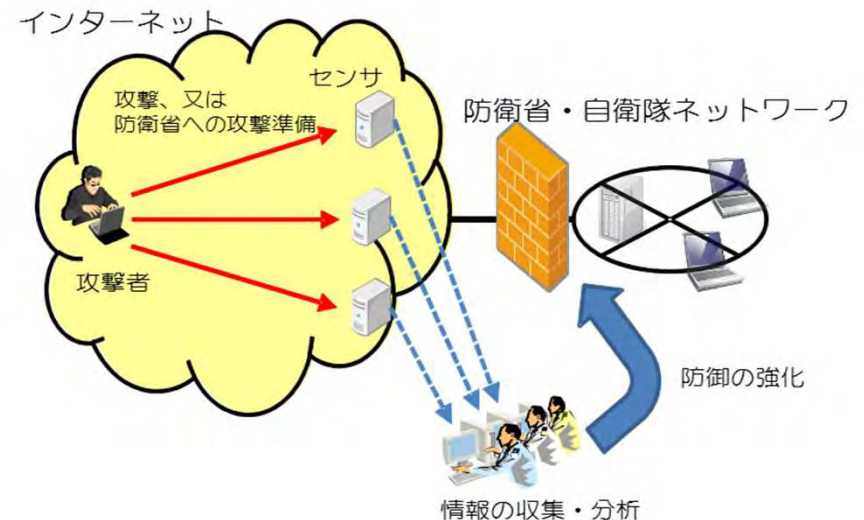 インターネット
センサ
攻撃、又は
防衛省への攻撃準備
防衛省・自衛隊ネットワーク
攻撃者
防御の強化
情報の収集・分析